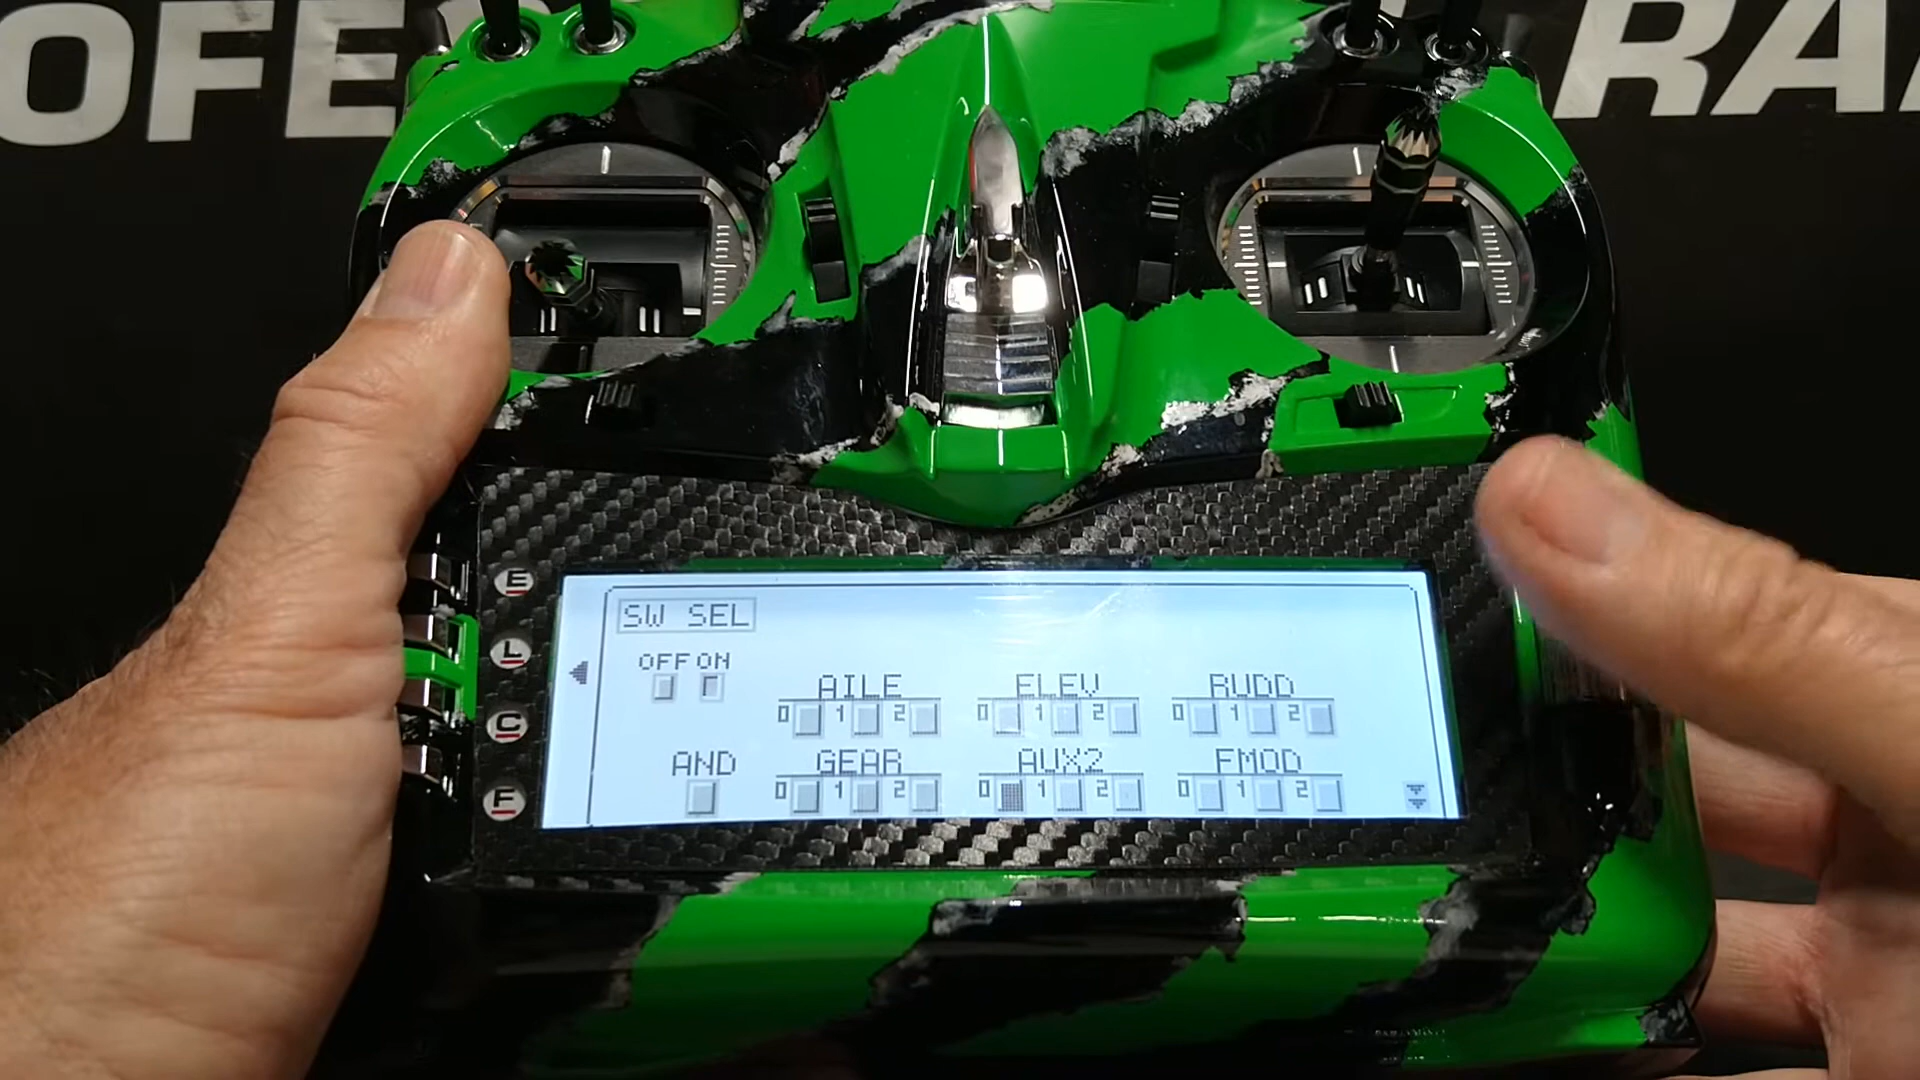 OFE RA
E
L
C
F
SW SEL
OFF ON
AILE ELEV RUDD
0 1 2 0 1 2 0 1 2
AND GEAR AUX2 FMOD
0 1 2 0 1 2 0 1 2